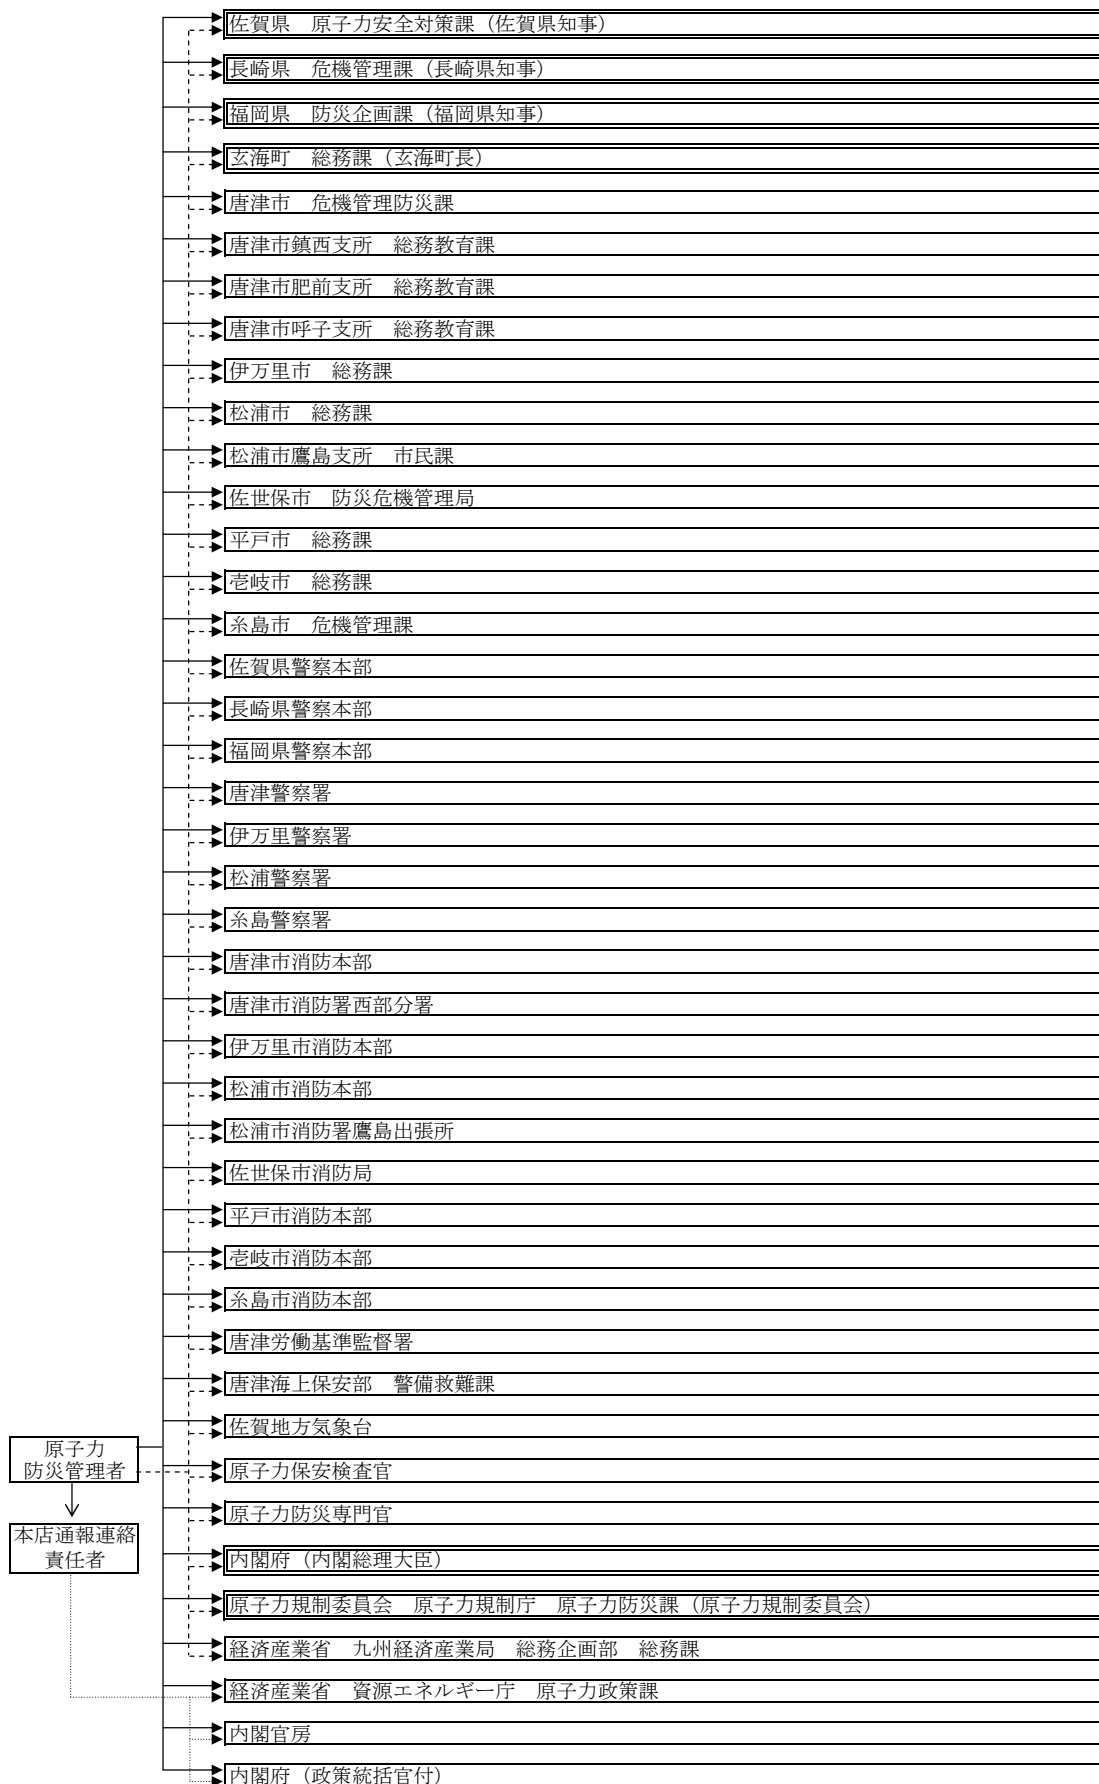 佐賀県　原子力安全対策課（佐賀県知事）
長崎県　危機管理課（長崎県知事）
福岡県　防災企画課（福岡県知事）
玄海町　総務課（玄海町長）
唐津市　危機管理防災課
唐津市鎮西支所　総務教育課
唐津市肥前支所　総務教育課
唐津市呼子支所　総務教育課
伊万里市　総務課
松浦市　総務課
松浦市鷹島支所　市民課
佐世保市　防災危機管理局
平戸市　総務課
壱岐市　総務課
糸島市　危機管理課
佐賀県警察本部
長崎県警察本部
福岡県警察本部
唐津警察署
伊万里警察署
松浦警察署
糸島警察署
唐津市消防本部
唐津市消防署西部分署
伊万里市消防本部
松浦市消防本部
松浦市消防署鷹島出張所
佐世保市消防局
平戸市消防本部
壱岐市消防本部
糸島市消防本部
唐津労働基準監督署
唐津海上保安部　警備救難課
佐賀地方気象台
原子力
防災管理者
原子力保安検査官
原子力防災専門官
本店通報連絡
責任者
内閣府（内閣総理大臣）
原子力規制委員会　原子力規制庁　原子力防災課（原子力規制委員会）
経済産業省　九州経済産業局　総務企画部　総務課
経済産業省　資源エネルギー庁　原子力政策課
内閣官房
内閣府（政策統括官付）